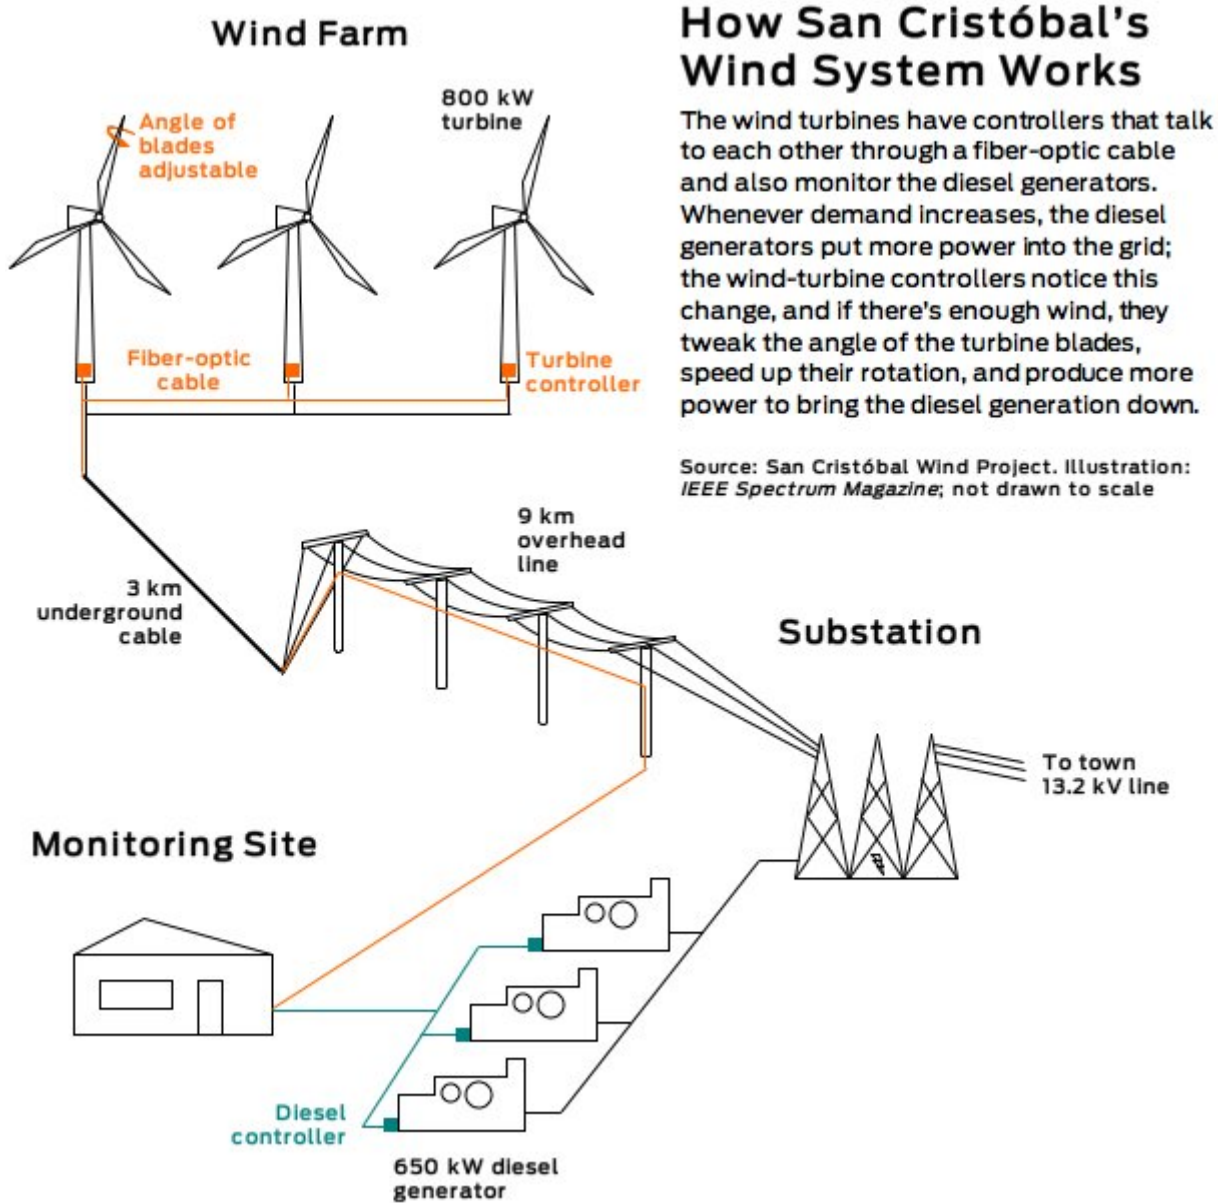 Wind Farm
How San Cristóbal's
Wind System Works
The wind turbines have controllers that talk
to each other through a fiber-optic cable
and also monitor the diesel generators.
Whenever demand increases, the diesel
generators put more power into the grid;
the wind-turbine controllers notice this
change, and if there's enough wind, they
tweak the angle of the turbine blades,
speed up their rotation, and produce more
power to bring the diesel generation down.
Source: San Cristóbal Wind Project. Illustration:
IEEE Spectrum Magazine; not drawn to scale
Angle of
blades
adjustable
800 kW
turbine
Fiber-optic
cable
Turbine
controller
3 km
underground
cable
9 km
overhead
line
Substation
To town
13.2 kV line
Monitoring Site
Diesel
controller
650 kW diesel
generator